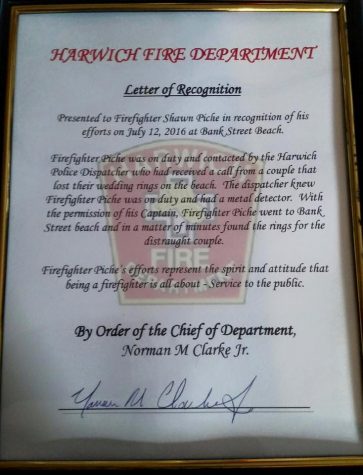 HARWICH FIRE DEPARTMENT
Letter of Recognition
Presented to Firefighter Shawn Piche in recognition of his
efforts on July 12, 2016 at Bank Street Beach.
Firefighter Piche was on duty and contacted by the Harwich
Police Dispatcher who had received a call from a couple that
lost their wedding rings on the beach. The dispatcher knew
Firefighter Piche was on duty and had a metal detector. With
the permission of his Captain, Firefighter Piche went to Bank
Street beach and in a matter of minutes found the rings for the
distraught couple.
Firefighter Piche's efforts represent the spirit and attitude that
being a firefighter is all about - Service to the public.
By Order of the Chief of Department,
Norman M Clarke Jr.
Norman M Clarke Jr
HARWICH
FIRE
DEPARTMENT